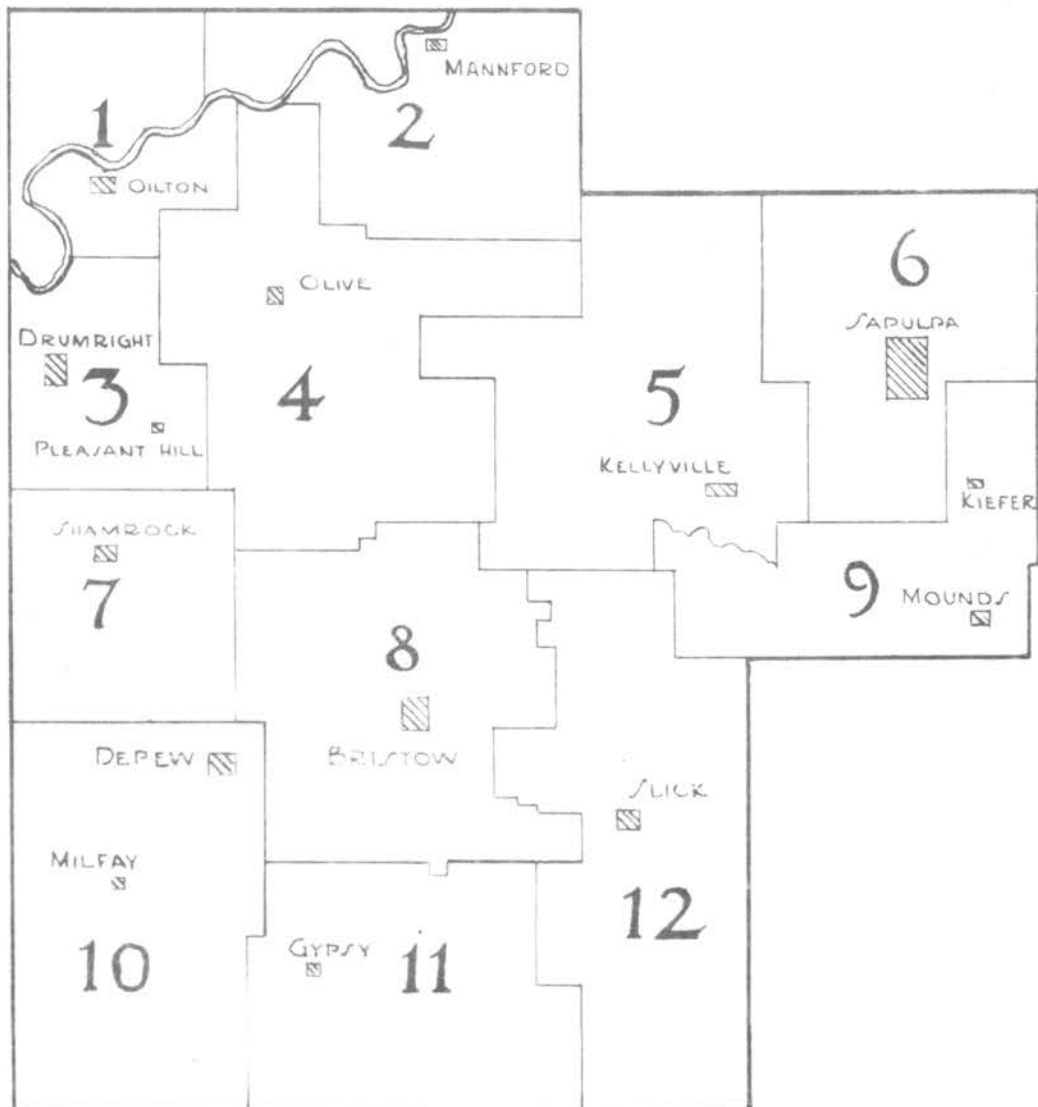 MANNFORD
1
2
OILTON
6
OLIVE
SAPULPA
DRUMRIGHT
3
4
5
PLEASANT HILL
KELLYVILLE
KIEFER
SHAMROCK
7
9
MOUNDS
8
DEPEW
BRISTOW
SLICK
MILFAY
12
GYPSY
10
11